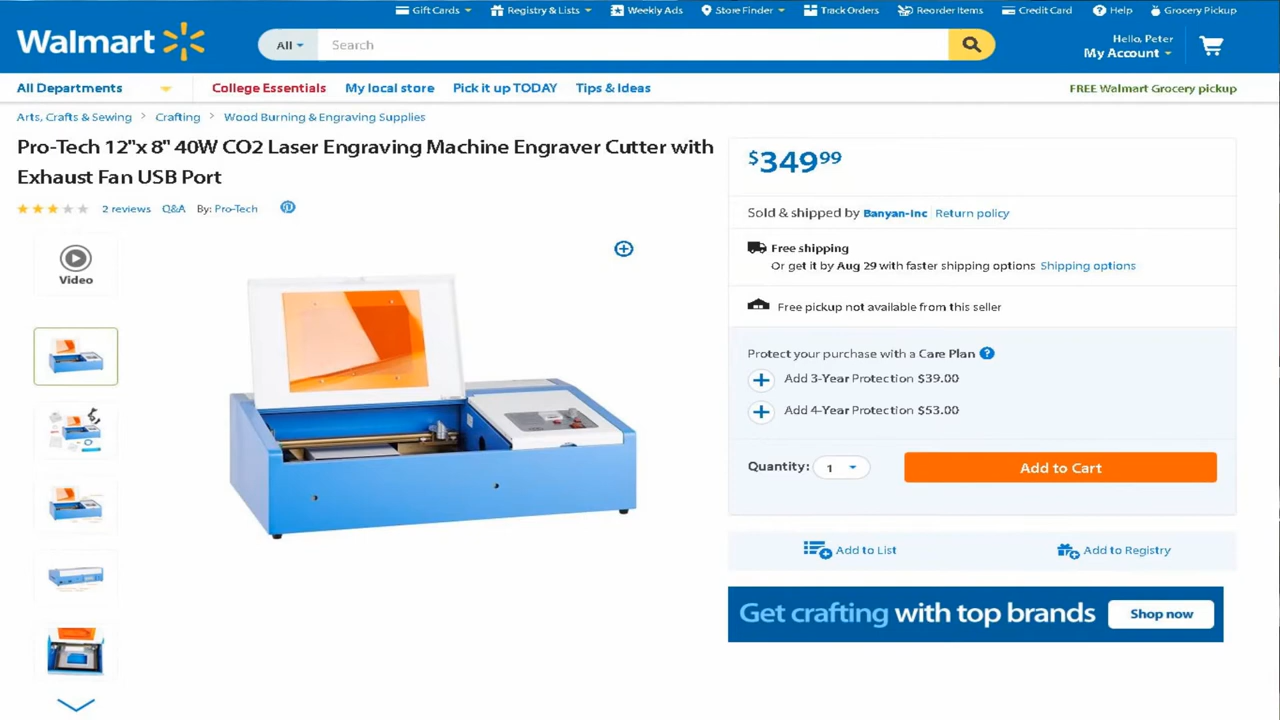 Gift Cards
Registry & Lists
Weekly Ads
Store Finder
Track Orders
Reorder Items
Credit Card
Help
Grocery Pickup
Walmart
All
Search
Hello, Peter
My Account
All Departments
College Essentials
My local store
Pick it up TODAY
Tips & Ideas
FREE Walmart Grocery pickup
Arts, Crafts & Sewing > Crafting > Wood Burning & Engraving Supplies
Pro-Tech 12"x 8" 40W CO2 Laser Engraving Machine Engraver Cutter with
Exhaust Fan USB Port
2 reviews Q&A By: Pro-Tech
Video
$349.99
Sold & shipped by Banyan-Inc Return policy
Free shipping
Or get it by Aug 29 with faster shipping options Shipping options
Free pickup not available from this seller
Protect your purchase with a Care Plan ?
Add 3-Year Protection $39.00
Add 4-Year Protection $53.00
Quantity: 1
Add to Cart
Add to List
Add to Registry
Get crafting with top brands
Shop now